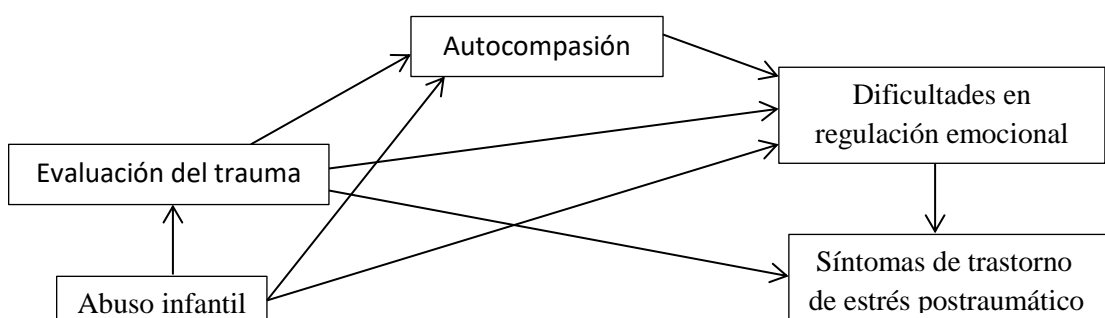 Autocompasión
Dificultades en
regulación emocional
Evaluación del trauma
Síntomas de trastorno
de estrés postraumático
Abuso infantil